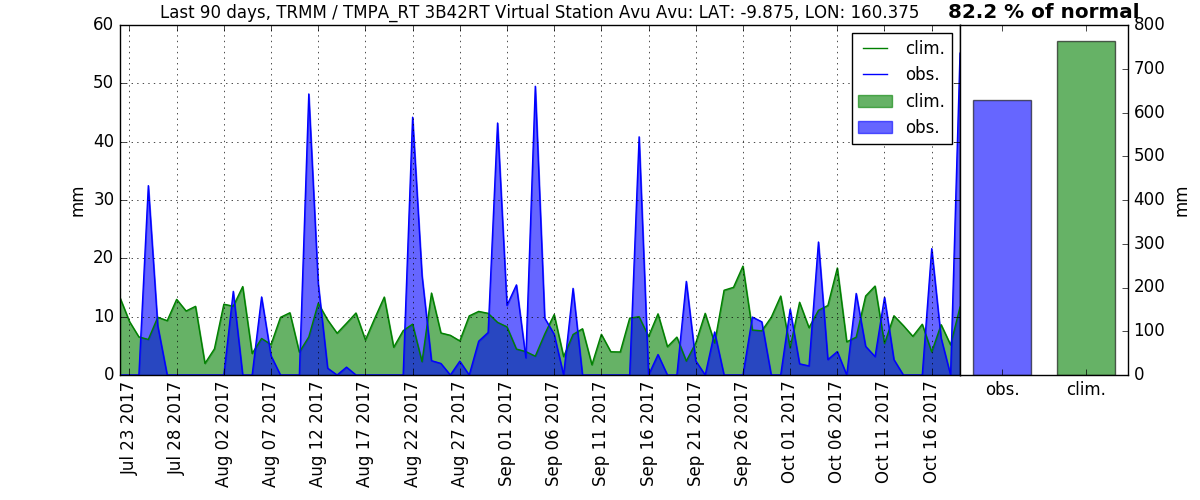 Last 90 days, TRMM / TMPA_RT 3B42RT Virtual Station Avu Avu: LAT: -9.875, LON: 160.375
82.2 % of normal
60
50
40
30
20
10
0
mm
clim.
obs.
clim.
obs.
800
700
600
500
400
300
200
100
0
mm
Jul 23 2017
Jul 28 2017
Aug 02 2017
Aug 07 2017
Aug 12 2017
Aug 17 2017
Aug 22 2017
Aug 27 2017
Sep 01 2017
Sep 06 2017
Sep 11 2017
Sep 16 2017
Sep 21 2017
Sep 26 2017
Oct 01 2017
Oct 06 2017
Oct 11 2017
Oct 16 2017
obs.
clim.